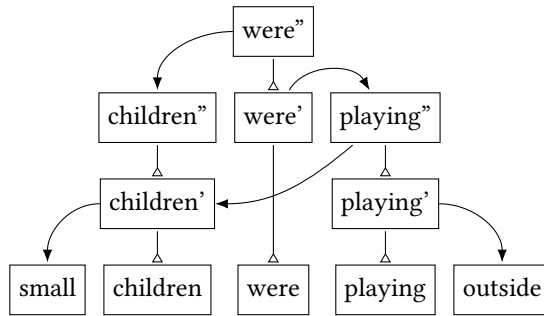 were”
children” were’ playing”
children’ playing’
small children were playing outside